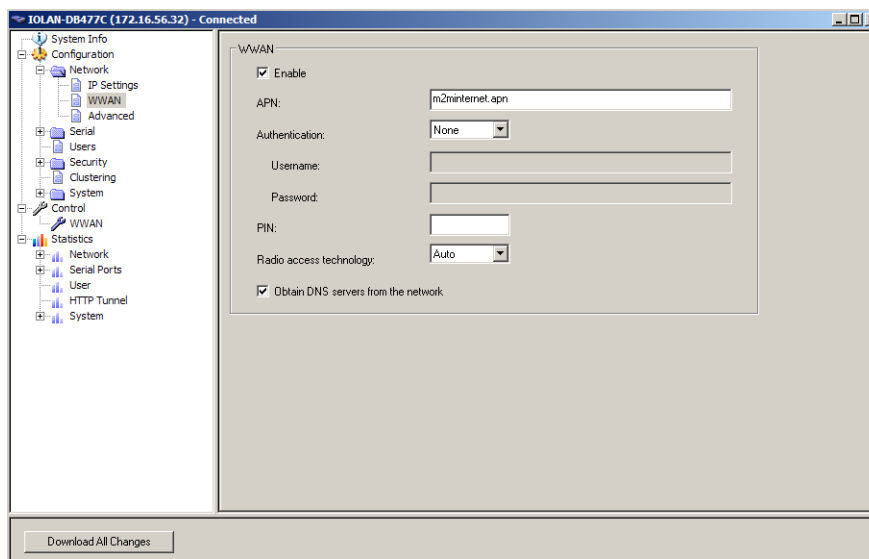 IOLAN-DB477C (172.16.56.32) - Connected
System Info
Configuration
Network
IP Settings
WWAN
Advanced
Serial
Users
Security
Clustering
System
Control
WWAN
Statistics
Network
Serial Ports
User
HTTP Tunnel
System
WWAN
Enable
APN: m2minternet.apn
Authentication: None
Username:
Password:
PIN:
Radio access technology: Auto
Obtain DNS servers from the network
Download All Changes